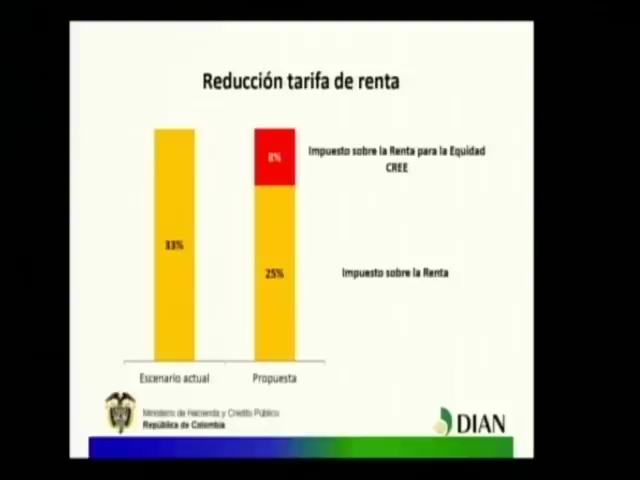 Reducción tarifa de renta
8%
Impuesto sobre la Renta para la Equidad
CREE
33%
25%
Impuesto sobre la Renta
Escenario actual
Propuesta
Ministerio de Hacienda y Crédito Público
República de Colombia
DIAN